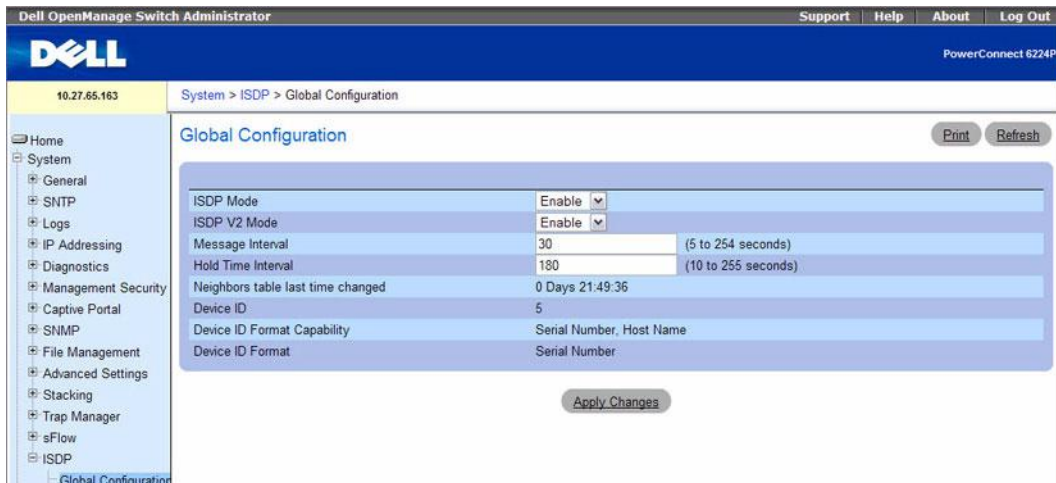 Dell OpenManage Switch Administrator
Support Help About Log Out
DELL
PowerConnect 6224P
10.27.65.163
System > ISDP > Global Configuration
Home
System
General
SNTP
Logs
IP Addressing
Diagnostics
Management Security
Captive Portal
SNMP
File Management
Advanced Settings
Stacking
Trap Manager
sFlow
ISDP
Global Configuration
Global Configuration
Print Refresh
ISDP Mode Enable
ISDP V2 Mode Enable
Message Interval 30 (5 to 254 seconds)
Hold Time Interval 180 (10 to 255 seconds)
Neighbors table last time changed 0 Days 21:49:36
Device ID 5
Device ID Format Capability Serial Number, Host Name
Device ID Format Serial Number
Apply Changes